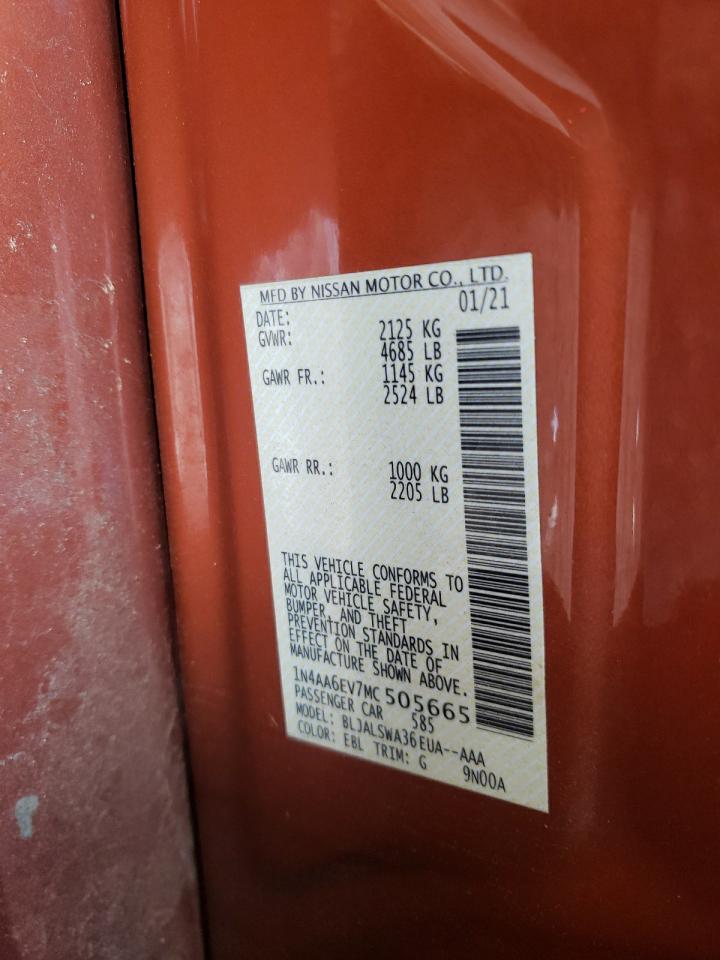 MFD BY NISSAN MOTOR CO., LTD.
DATE: 01/21
GVWR: 2125 KG
4685 LB
GAWR FR.: 1145 KG
2524 LB
GAWR RR.: 1000 KG
2205 LB
THIS VEHICLE CONFORMS TO
ALL APPLICABLE FEDERAL
MOTOR VEHICLE SAFETY,
BUMPER, AND THEFT
PREVENTION STANDARDS IN
EFFECT ON THE DATE OF
MANUFACTURE SHOWN ABOVE.
1N4AA6EV7MC505665
PASSENGER CAR 585
MODEL: BLJALSWA36EUA--AAA
COLOR: EBL TRIM: G 9N00A